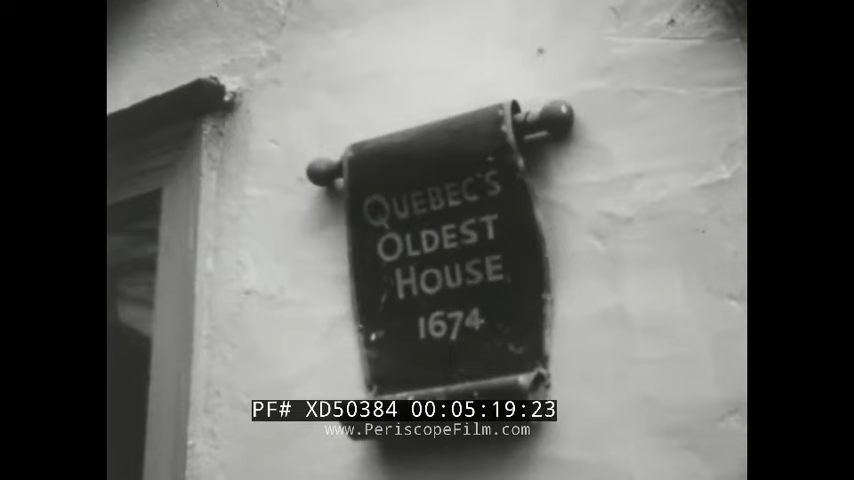 QUEBEC'S
OLDEST
HOUSE
1674
PF# XD50384 00:05:19:23
www.PeriscopeFilm.com